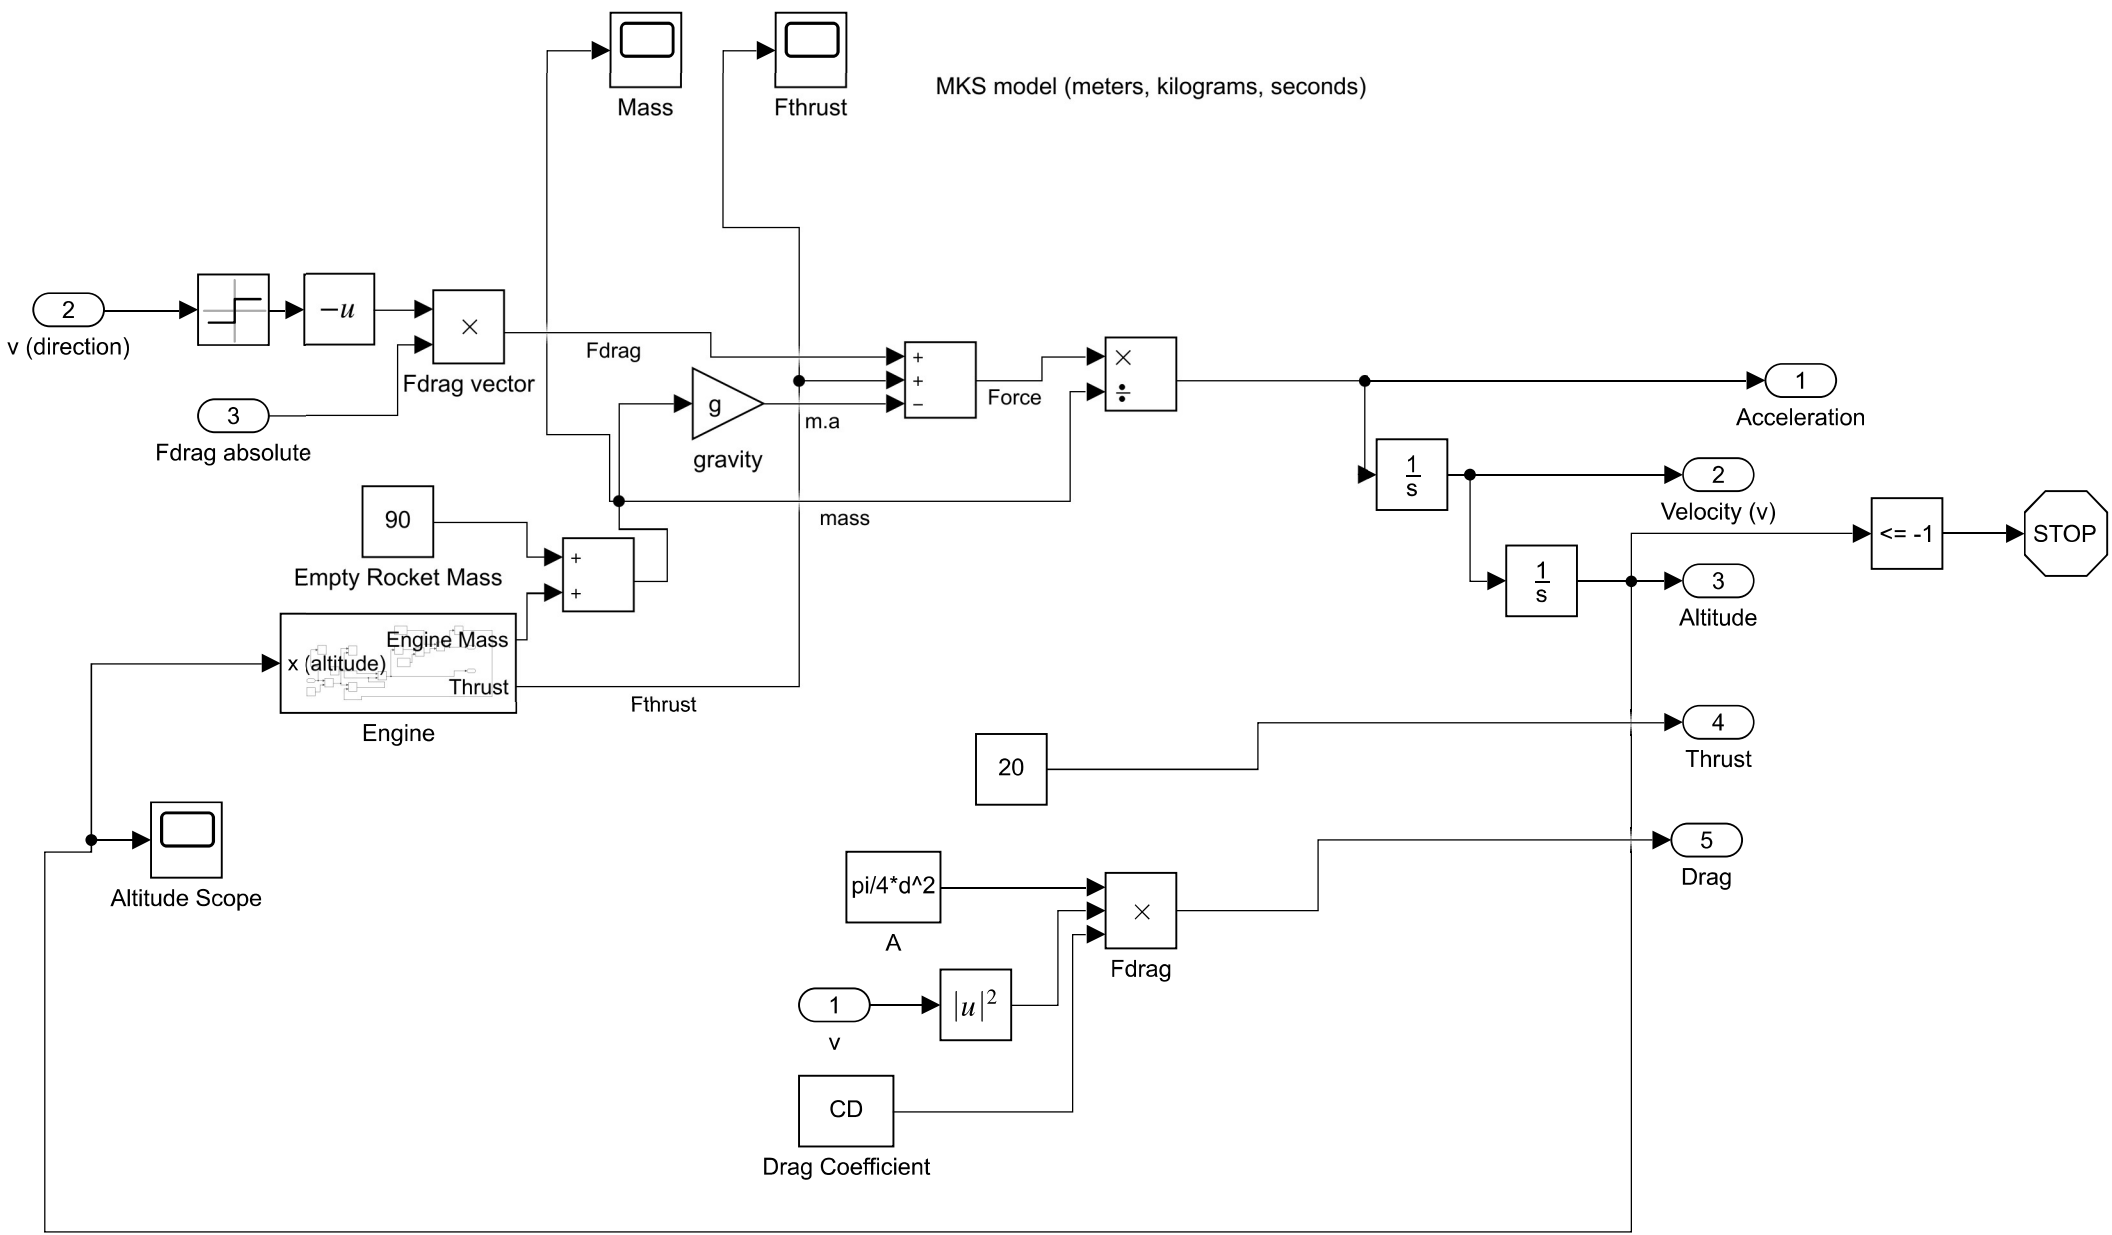 Mass
Fthrust
MKS model (meters, kilograms, seconds)
2
v (direction)
−u
×
Fdrag vector
3
Fdrag absolute
Fdrag
g
gravity
+
+
−
m.a
Force
×
÷
1
Acceleration
1
s
2
Velocity (v)
<= -1
STOP
1
s
3
Altitude
90
Empty Rocket Mass
+
+
mass
Engine Mass
x (altitude)
Thrust
Engine
Fthrust
20
4
Thrust
Altitude Scope
pi/4*d^2
A
×
Fdrag
5
Drag
1
v
|u|²
CD
Drag Coefficient